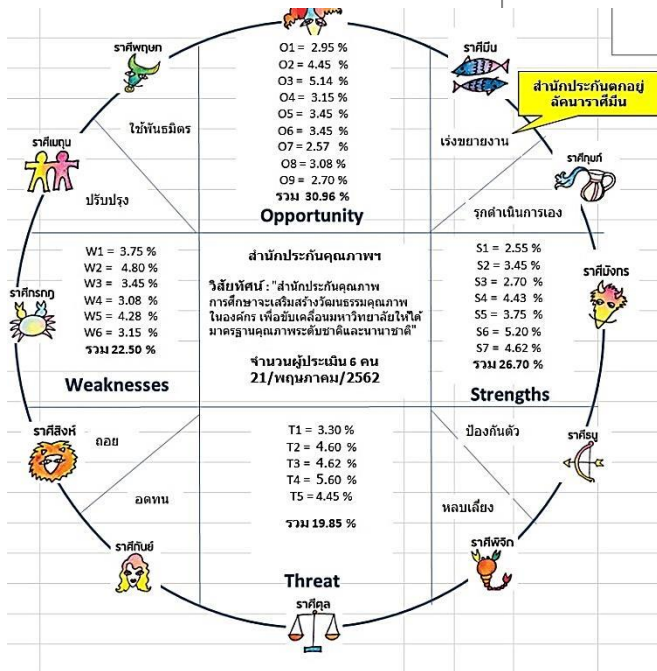 O1 = 2.95 %
O2 = 4.45 %
O3 = 5.14 %
O4 = 3.15 %
O5 = 3.45 %
O6 = 3.45 %
O7 = 2.57 %
O8 = 3.08 %
O9 = 2.70 %
รวม 30.96 %
Opportunity
ราศีพฤษภ
ราศีมีน
สำนักประกันตกอยู่
ลัคนาราศีมีน
ใช้พันธมิตร
เร่งขยายงาน
ราศีเมถุน
ราศีกุมภ์
ปรับปรุง
รุกดำเนินการเอง
W1 = 3.75 %
W2 = 4.80 %
W3 = 3.45 %
W4 = 3.08 %
W5 = 4.28 %
W6 = 3.15 %
รวม 22.50 %
Weaknesses
ราศีกรกฎ
สำนักประกันคุณภาพฯ
วิสัยทัศน์ : "สำนักประกันคุณภาพ
การศึกษาจะเสริมสร้างวัฒนธรรมคุณภาพ
ในองค์กร เพื่อขับเคลื่อนมหาวิทยาลัยให้ได้
มาตรฐานคุณภาพระดับชาติและนานาชาติ"
จำนวนผู้ประเมิน 6 คน
21/พฤษภาคม/2562
S1 = 2.55 %
S2 = 3.45 %
S3 = 2.70 %
S4 = 4.43 %
S5 = 3.75 %
S6 = 5.20 %
S7 = 4.62 %
รวม 26.70 %
Strengths
ราศีมังกร
ราศีสิงห์
ถอย
อดทน
T1 = 3.30 %
T2 = 4.60 %
T3 = 4.62 %
T4 = 5.60 %
T5 = 4.45 %
รวม 19.85 %
Threat
ป้องกันตัว
ราศีธนู
หลบเลี่ยง
ราศีกันย์
ราศีพิจิก
ราศีตุล